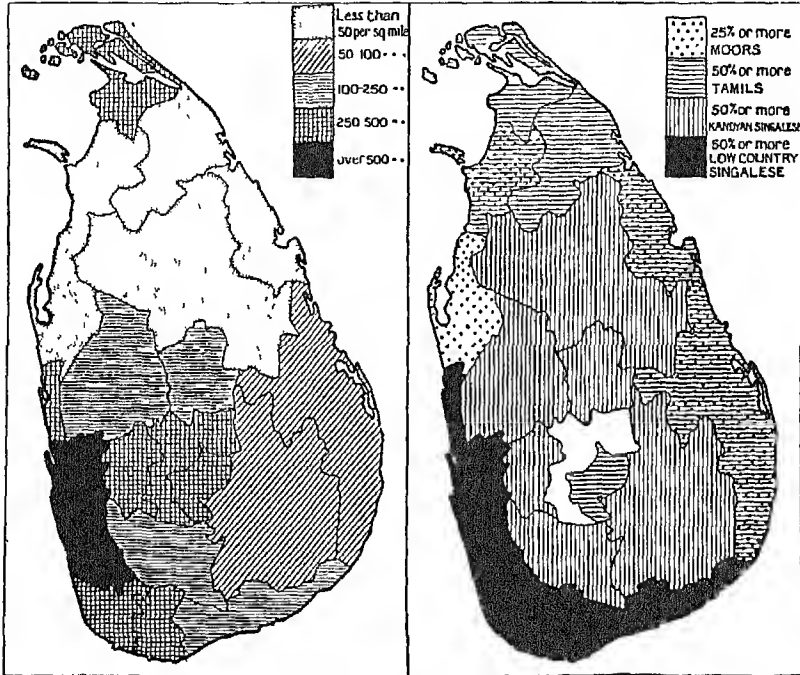 Less than
50 per sq mile
50 100 · · ·
100-250 · · ·
250 500 · ·
over 500 · ·
25% or more
MOORS
50% or more
TAMILS
50% or more
KANDYAN SINGALESE
50% or more
LOW COUNTRY
SINGALESE